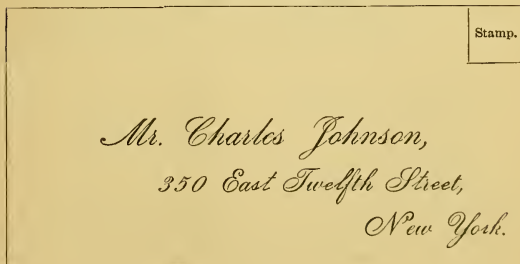 Stamp.
Mr. Charles Johnson,
350 East Twelfth Street,
New York.